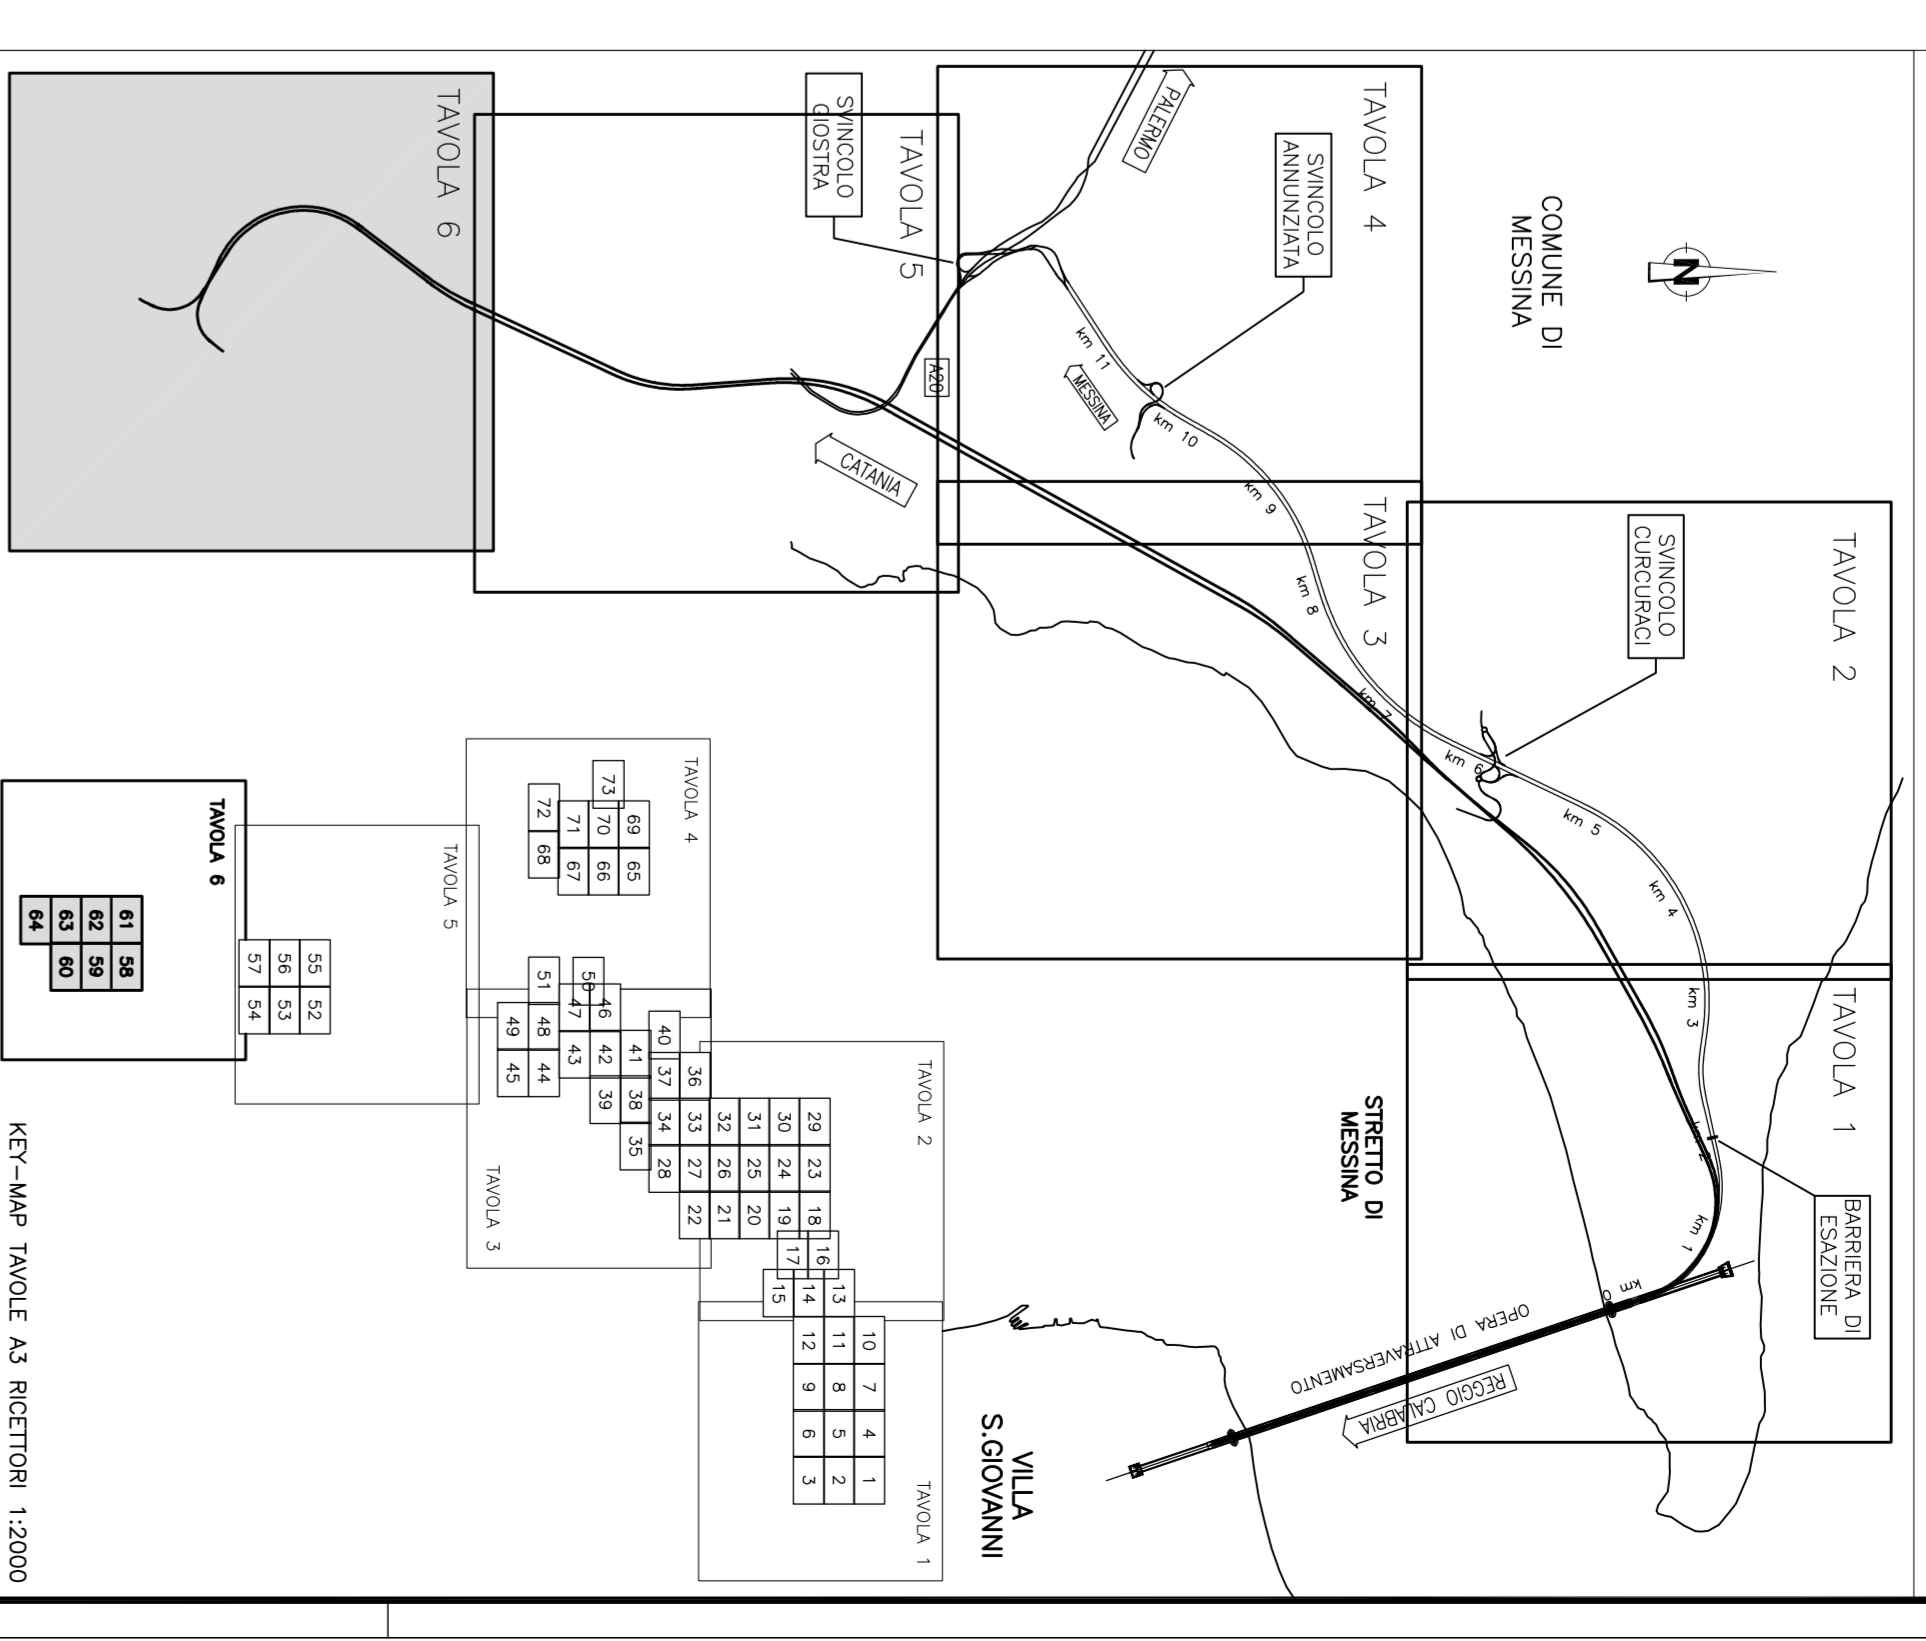 COMUNE DI
MESSINA
N
TAVOLA 2
SVINCOLO
CURCURACI
TAVOLA 1
BARRIERA DI
ESAZIONE
TAVOLA 4
SVINCOLO
ANNUNZIATA
PALERMO
MESSINA
TAVOLA 3
km 11
km 10
km 9
km 8
km 7
km 6
km 5
km 4
km 3
km 2
km 1
km 0
OPERA DI ATTRAVERSAMENTO
REGGIO CALABRIA
STRETTO DI
MESSINA
VILLA
S.GIOVANNI
TAVOLA 5
SVINCOLO
GIOSTRA
A20
CATANIA
TAVOLA 6
TAVOLA 4
73
69
65
70
66
71
67
72
68
TAVOLA 2
29
23
18
30
24
19
31
25
20
32
26
21
36
33
27
22
40
37
34
28
41
38
35
46
42
39
50
47
43
51
48
44
49
45
TAVOLA 3
16
17
13
14
15
TAVOLA 1
10
7
4
1
11
8
5
2
12
9
6
3
TAVOLA 5
55
52
56
53
57
54
TAVOLA 6
61
58
62
59
63
60
64
KEY-MAP TAVOLE A3 RICETTORI 1:2000